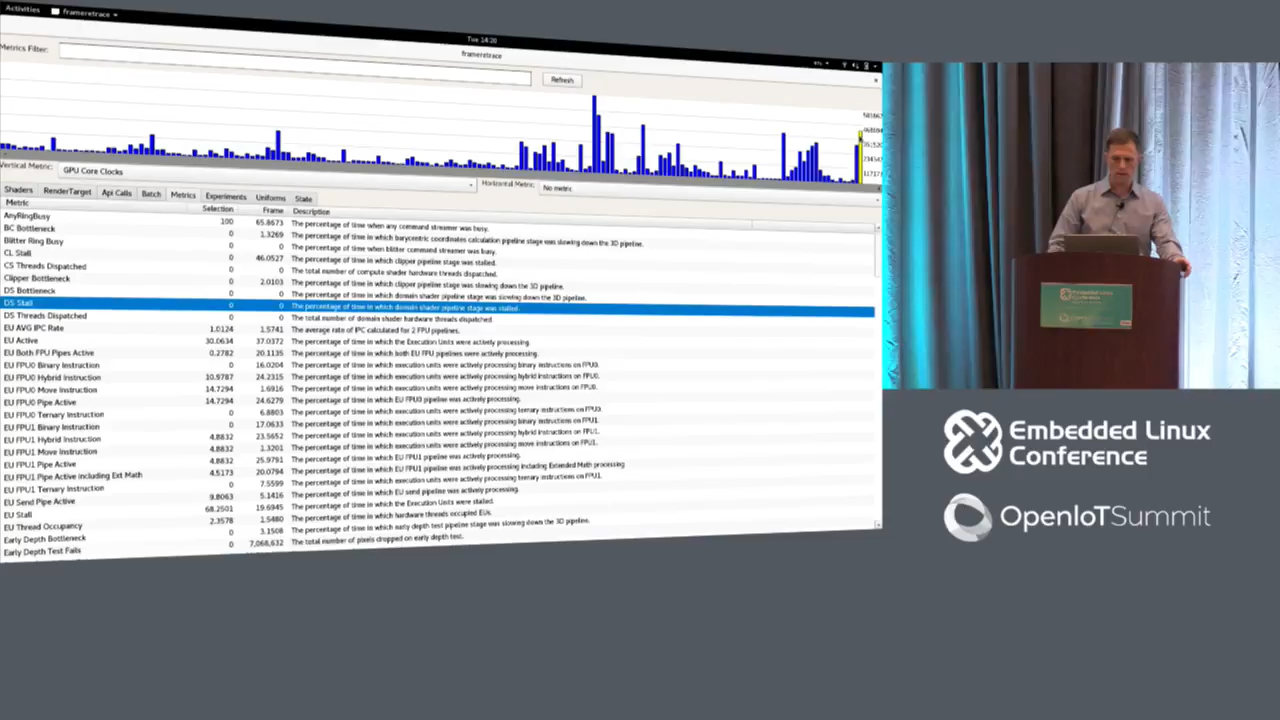 Activities frameretrace
Tue 14:20
frameretrace
Metrics Filter:
Refresh
Vertical Metric: GPU Core Clocks Horizontal Metric: No metric
Shaders RenderTarget Api Calls Batch Metrics Experiments Uniforms State
Metric Selection Frame Description
AnyRingBusy 100 65.8673 The percentage of time when any command streamer was busy.
BC Bottleneck 0 1.3269 The percentage of time in which barycentric coordinates calculation pipeline stage was slowing down the 3D pipeline.
Blitter Ring Busy 0 0 The percentage of time when blitter command streamer was busy.
CL Stall 0 46.0527 The percentage of time in which clipper pipeline stage was stalled.
CS Threads Dispatched 0 0 The total number of compute shader hardware threads dispatched.
Clipper Bottleneck 0 2.0103 The percentage of time in which clipper pipeline stage was slowing down the 3D pipeline.
DS Bottleneck 0 0 The percentage of time in which domain shader pipeline stage was slowing down the 3D pipeline.
DS Stall 0 0 The percentage of time in which domain shader pipeline stage was stalled.
DS Threads Dispatched 0 0 The total number of domain shader hardware threads dispatched
EU AVG IPC Rate 1.0124 1.5741 The average rate of IPC calculated for 2 FPU pipelines.
EU Active 30.0634 37.0372 The percentage of time in which the Execution Units were actively processing.
EU Both FPU Pipes Active 0.2782 20.1135 The percentage of time in which both EU FPU pipelines were actively processing.
EU FPU0 Binary Instruction 0 16.0204 The percentage of time in which execution units were actively processing binary instructions on FPU0.
EU FPU0 Hybrid Instruction 10.9787 24.2315 The percentage of time in which execution units were actively processing hybrid instructions on FPU0.
EU FPU0 Move Instruction 14.7294 1.6916 The percentage of time in which execution units were actively processing move instructions on FPU0.
EU FPU0 Pipe Active 14.7294 24.6279 The percentage of time in which EU FPU0 pipeline was actively processing.
EU FPU0 Ternary Instruction 0 6.8803 The percentage of time in which execution units were actively processing ternary instructions on FPU0.
EU FPU1 Binary Instruction 0 17.0633 The percentage of time in which execution units were actively processing binary instructions on FPU1.
EU FPU1 Hybrid Instruction 4.8832 23.5652 The percentage of time in which execution units were actively processing hybrid instructions on FPU1.
EU FPU1 Move Instruction 4.8832 1.3201 The percentage of time in which execution units were actively processing move instructions on FPU1.
EU FPU1 Pipe Active 4.8832 25.9791 The percentage of time in which EU FPU1 pipeline was actively processing.
EU FPU1 Pipe Active including Ext Math 4.5173 20.0794 The percentage of time in which EU FPU1 pipeline was actively processing including Extended Math processing
EU FPU1 Ternary Instruction 0 7.5599 The percentage of time in which execution units were actively processing ternary instructions on FPU1.
EU Send Pipe Active 9.8063 5.1416 The percentage of time in which EU send pipeline was actively processing.
EU Stall 68.2501 19.6945 The percentage of time in which the Execution Units were stalled.
EU Thread Occupancy 2.3578 1.5480 The percentage of time in which hardware threads occupied EUs.
Early Depth Bottleneck 0 3.1508 The percentage of time in which early depth test pipeline stage was slowing down the 3D pipeline.
Early Depth Test Fails 0 7,068,632 The total number of pixels dropped on early depth test.
Embedded Linux
Conference
OpenIoTSummit
Embedded Linux
Conference
OpenIoTSummit